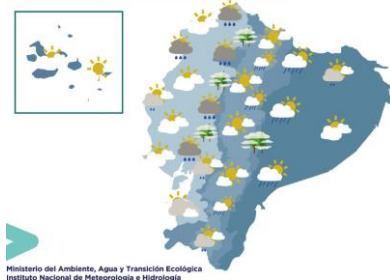 Ministerio del Ambiente, Agua y Transición Ecológica
Instituto Nacional de Meteorología e Hidrología